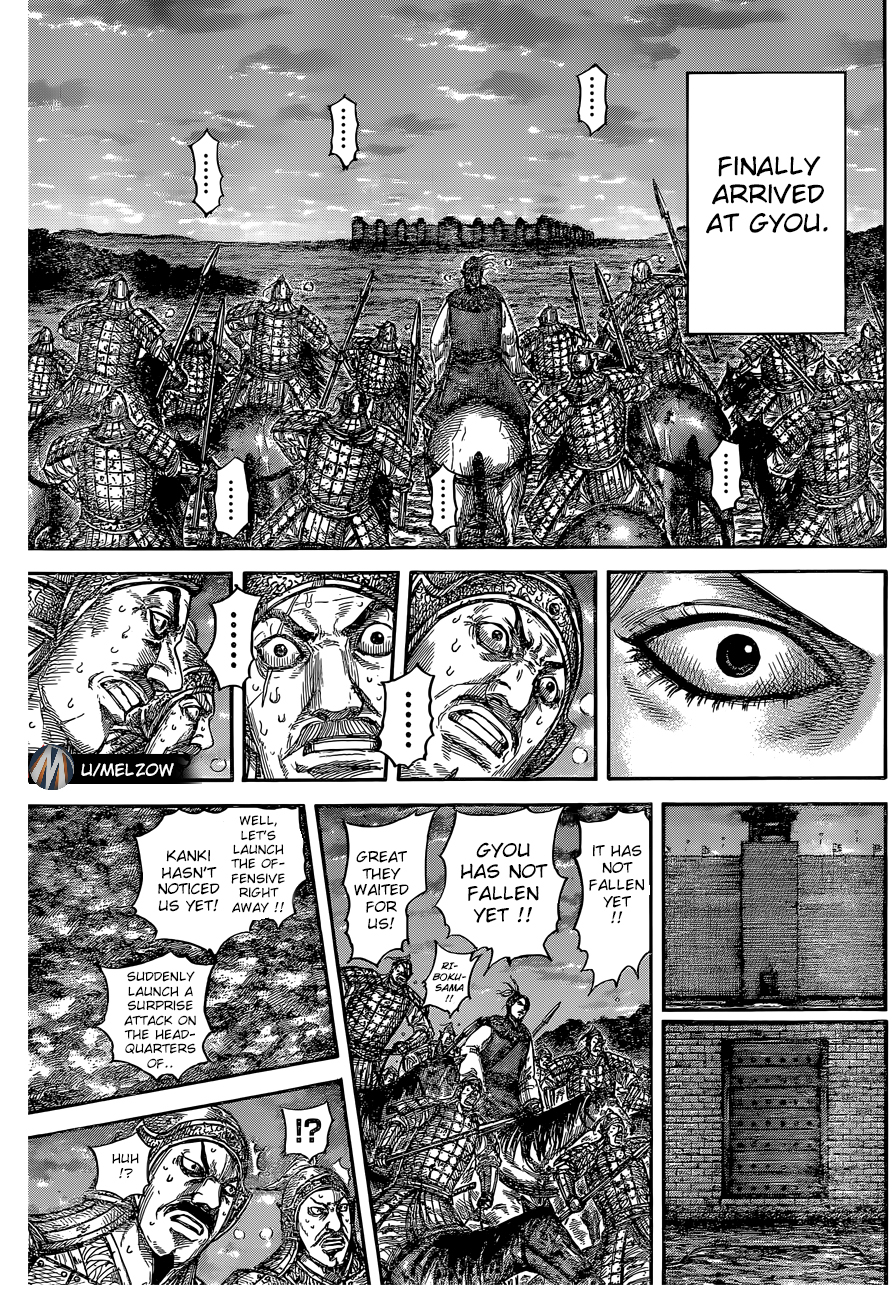 FINALLY
ARRIVED
AT GYOU.
......
......
......
......
......
......
......
......
U/MELZOW
IT HAS
NOT
FALLEN
YET
!!
GYOU
HAS NOT
FALLEN
YET !!
GREAT
THEY
WAITED
FOR
US!
RI-
BOKU-
SAMA
!!
WELL,
LET'S
LAUNCH
THE OF-
FENSIVE
RIGHT
AWAY !!
KANKI
HASN'T
NOTICED
US YET!
SUDDENLY
LAUNCH A
SURPRISE
ATTACK ON
THE HEAD-
QUARTERS
OF..
!?
HUH
!?